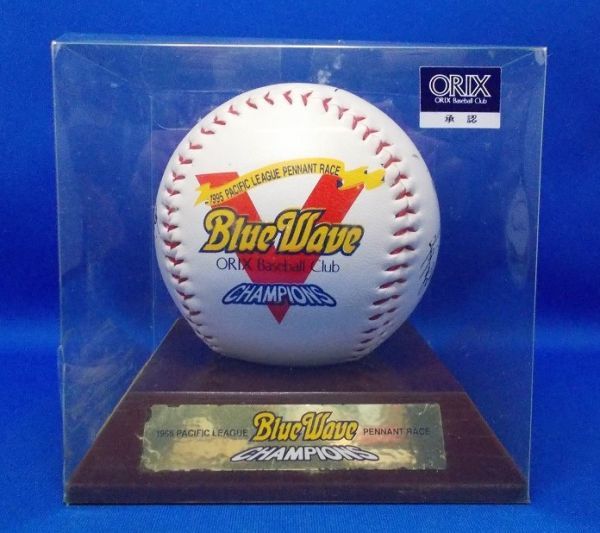 ORIX
ORIX Baseball Club
承認
1995 PACIFIC LEAGUE PENNANT RACE
Blue Wave
ORIX Baseball Club
CHAMPIONS
1995 PACIFIC LEAGUE Blue Wave PENNANT RACE
CHAMPIONS